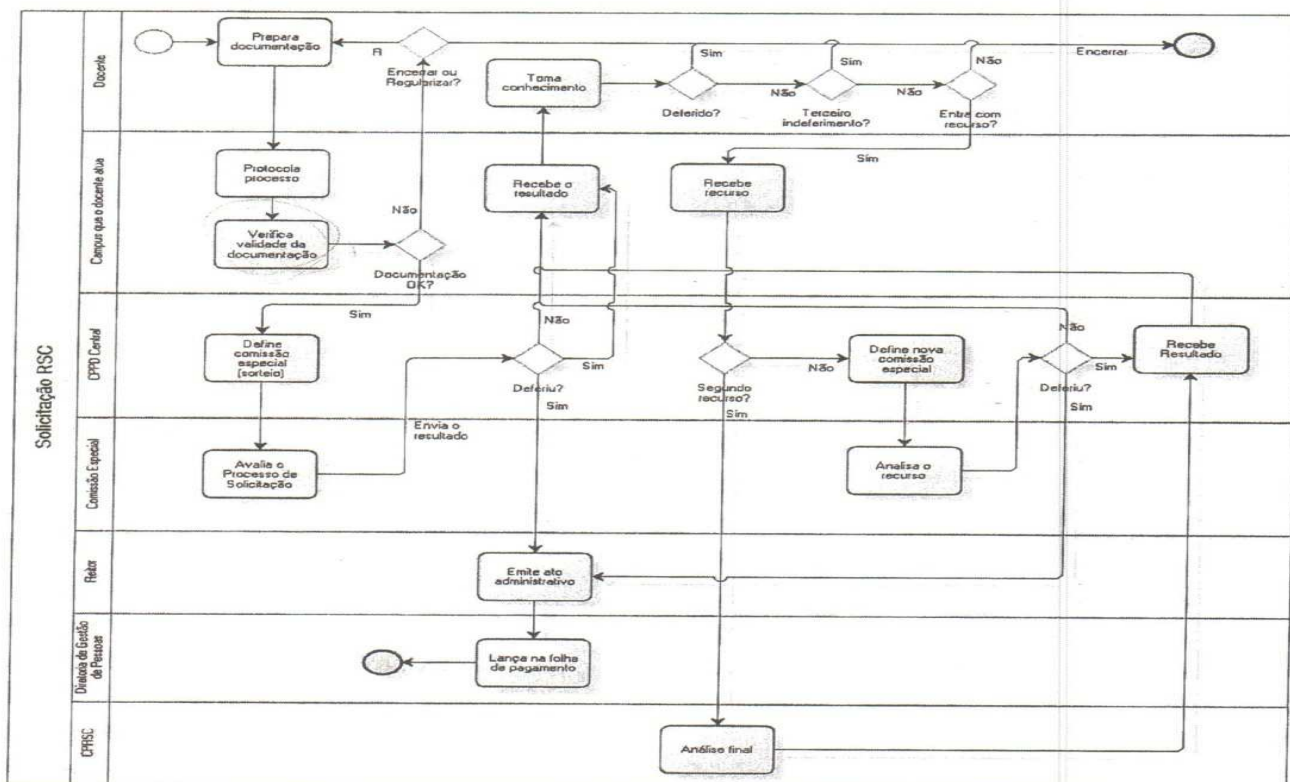 Solicitação RSC
Docente
Prepara
documentação
R
Encerrar ou
Regularizar?
Toma
conhecimento
Sim
Deferido?
Não
Sim
Terceiro
indeferimento?
Não
Não
Entra com
recurso?
Sim
Encerrar
Campus que o docente atua
Protocola
processo
Verifica
validade da
documentação
Não
Documentação
OK?
Sim
Recebe o
resultado
Recebe
recurso
CPPD Central
Define
comissão
especial
(sorteio)
Não
Deferiu?
Sim
Sim
Segundo
recurso?
Não
Sim
Define nova
comissão
especial
Não
Deferiu?
Sim
Sim
Recebe
Resultado
Comissão Especial
Envia o
resultado
Avalia o
Processo de
Solicitação
Analisa o
recurso
Reitor
Emite ato
administrativo
Diretoria de Gestão
de Pessoas
Lança na folha
de pagamento
CPRSC
Análise final